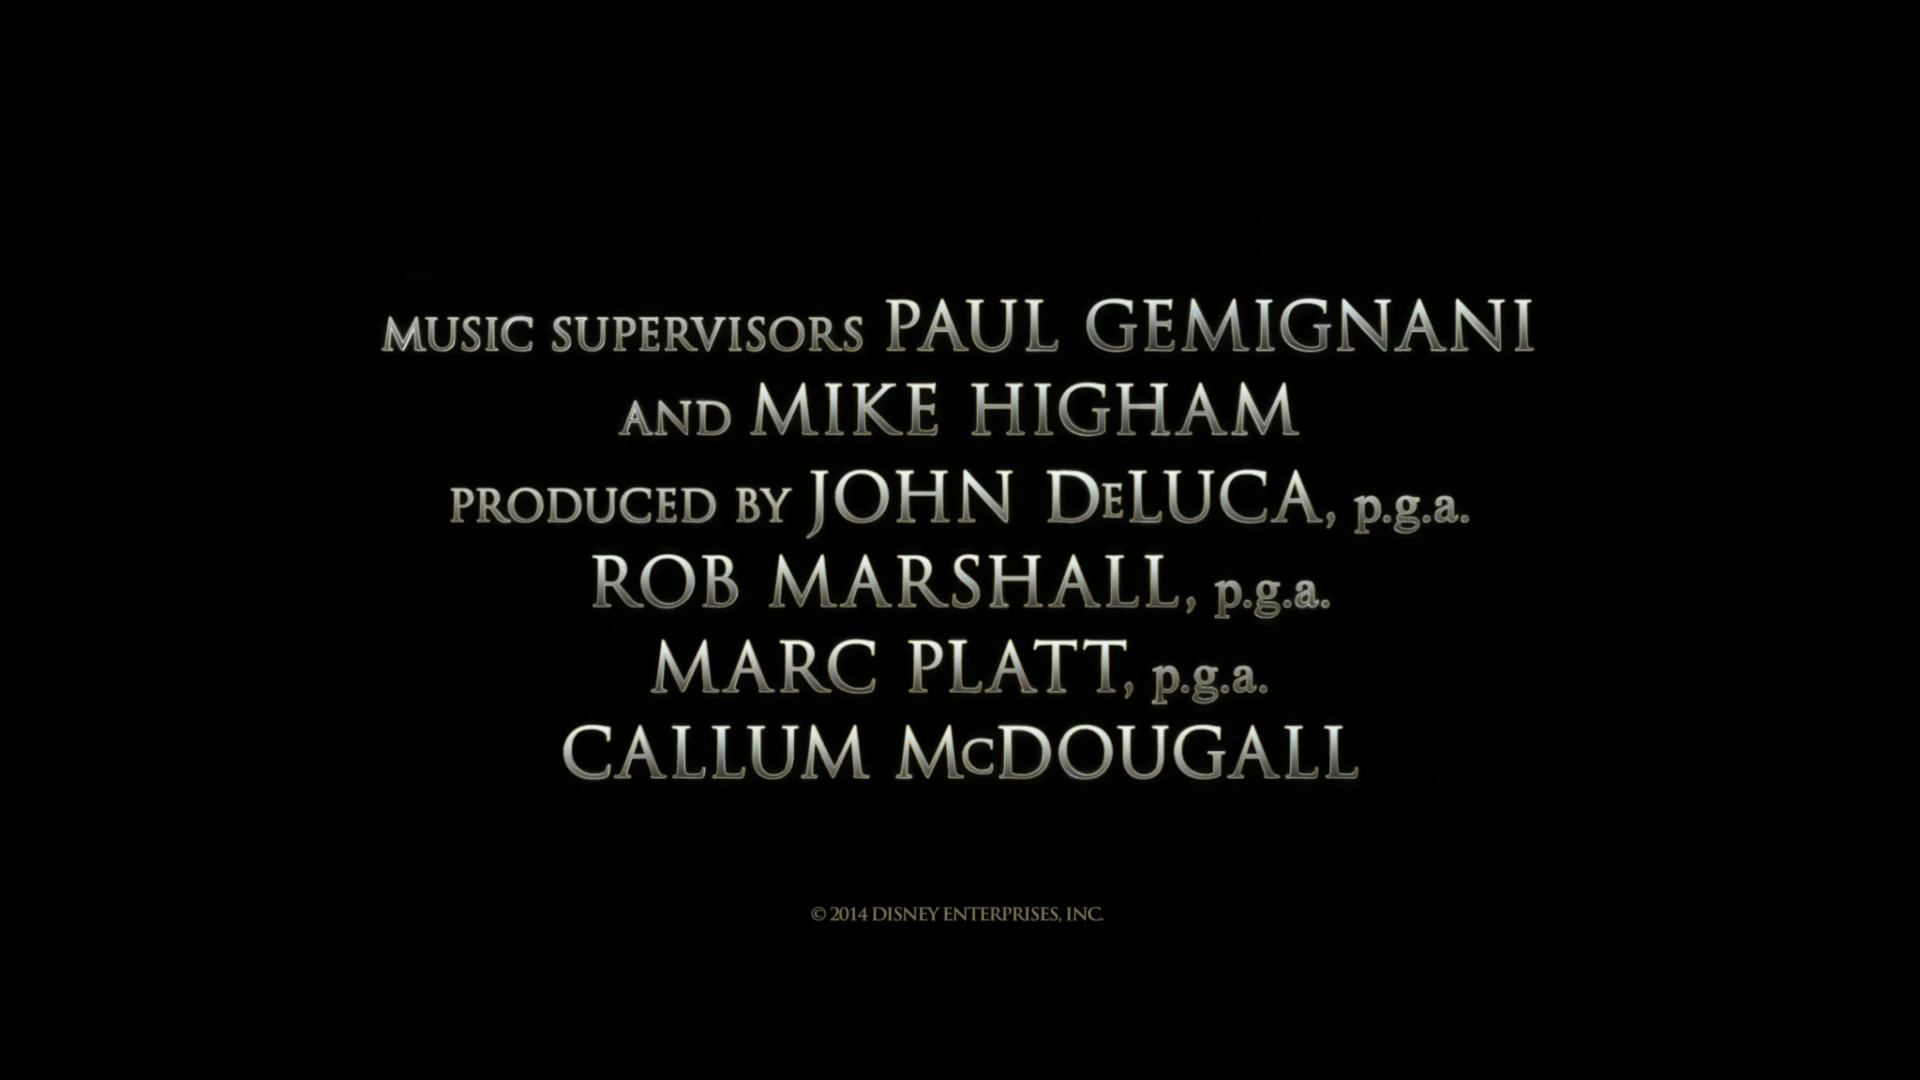 MUSIC SUPERVISORS PAUL GEMIGNANI
AND MIKE HIGHAM
PRODUCED BY JOHN DeLUCA, p.g.a.
ROB MARSHALL, p.g.a.
MARC PLATT, p.g.a.
CALLUM McDOUGALL
© 2014 DISNEY ENTERPRISES, INC.